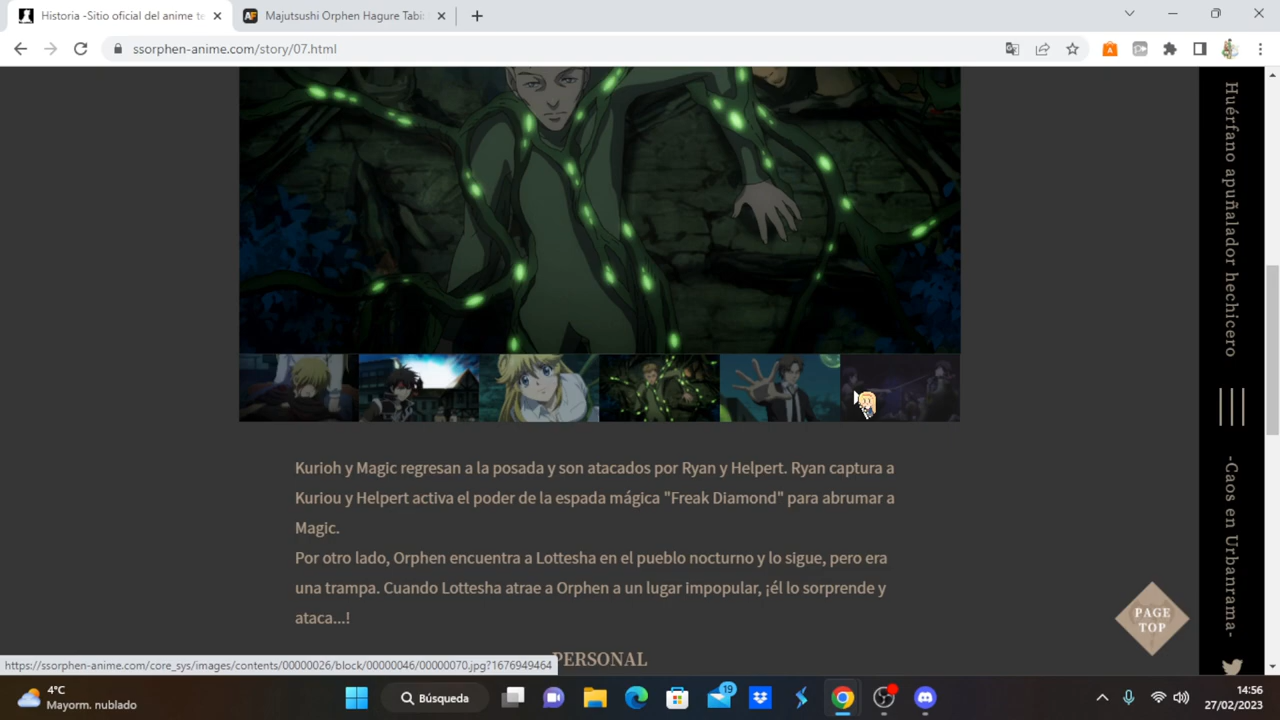 Historia -Sitio oficial del anime te
Majutsushi Orphen Hagure Tabi:
ssorphen-anime.com/story/07.html
Huérfano apuñalador hechicero
-Caos en Urbanrama-
Kurioh y Magic regresan a la posada y son atacados por Ryan y Helpert. Ryan captura a
Kuriou y Helpert activa el poder de la espada mágica "Freak Diamond" para abrumar a
Magic.
Por otro lado, Orphen encuentra a Lottesha en el pueblo nocturno y lo sigue, pero era
una trampa. Cuando Lottesha atrae a Orphen a un lugar impopular, ¡él lo sorprende y
ataca...!
PAGE
TOP
PERSONAL
https://ssorphen-anime.com/core_sys/images/contents/00000026/block/00000046/00000070.jpg?1676949464
4°C
Mayorm. nublado
Búsqueda
19
14:56
27/02/2023